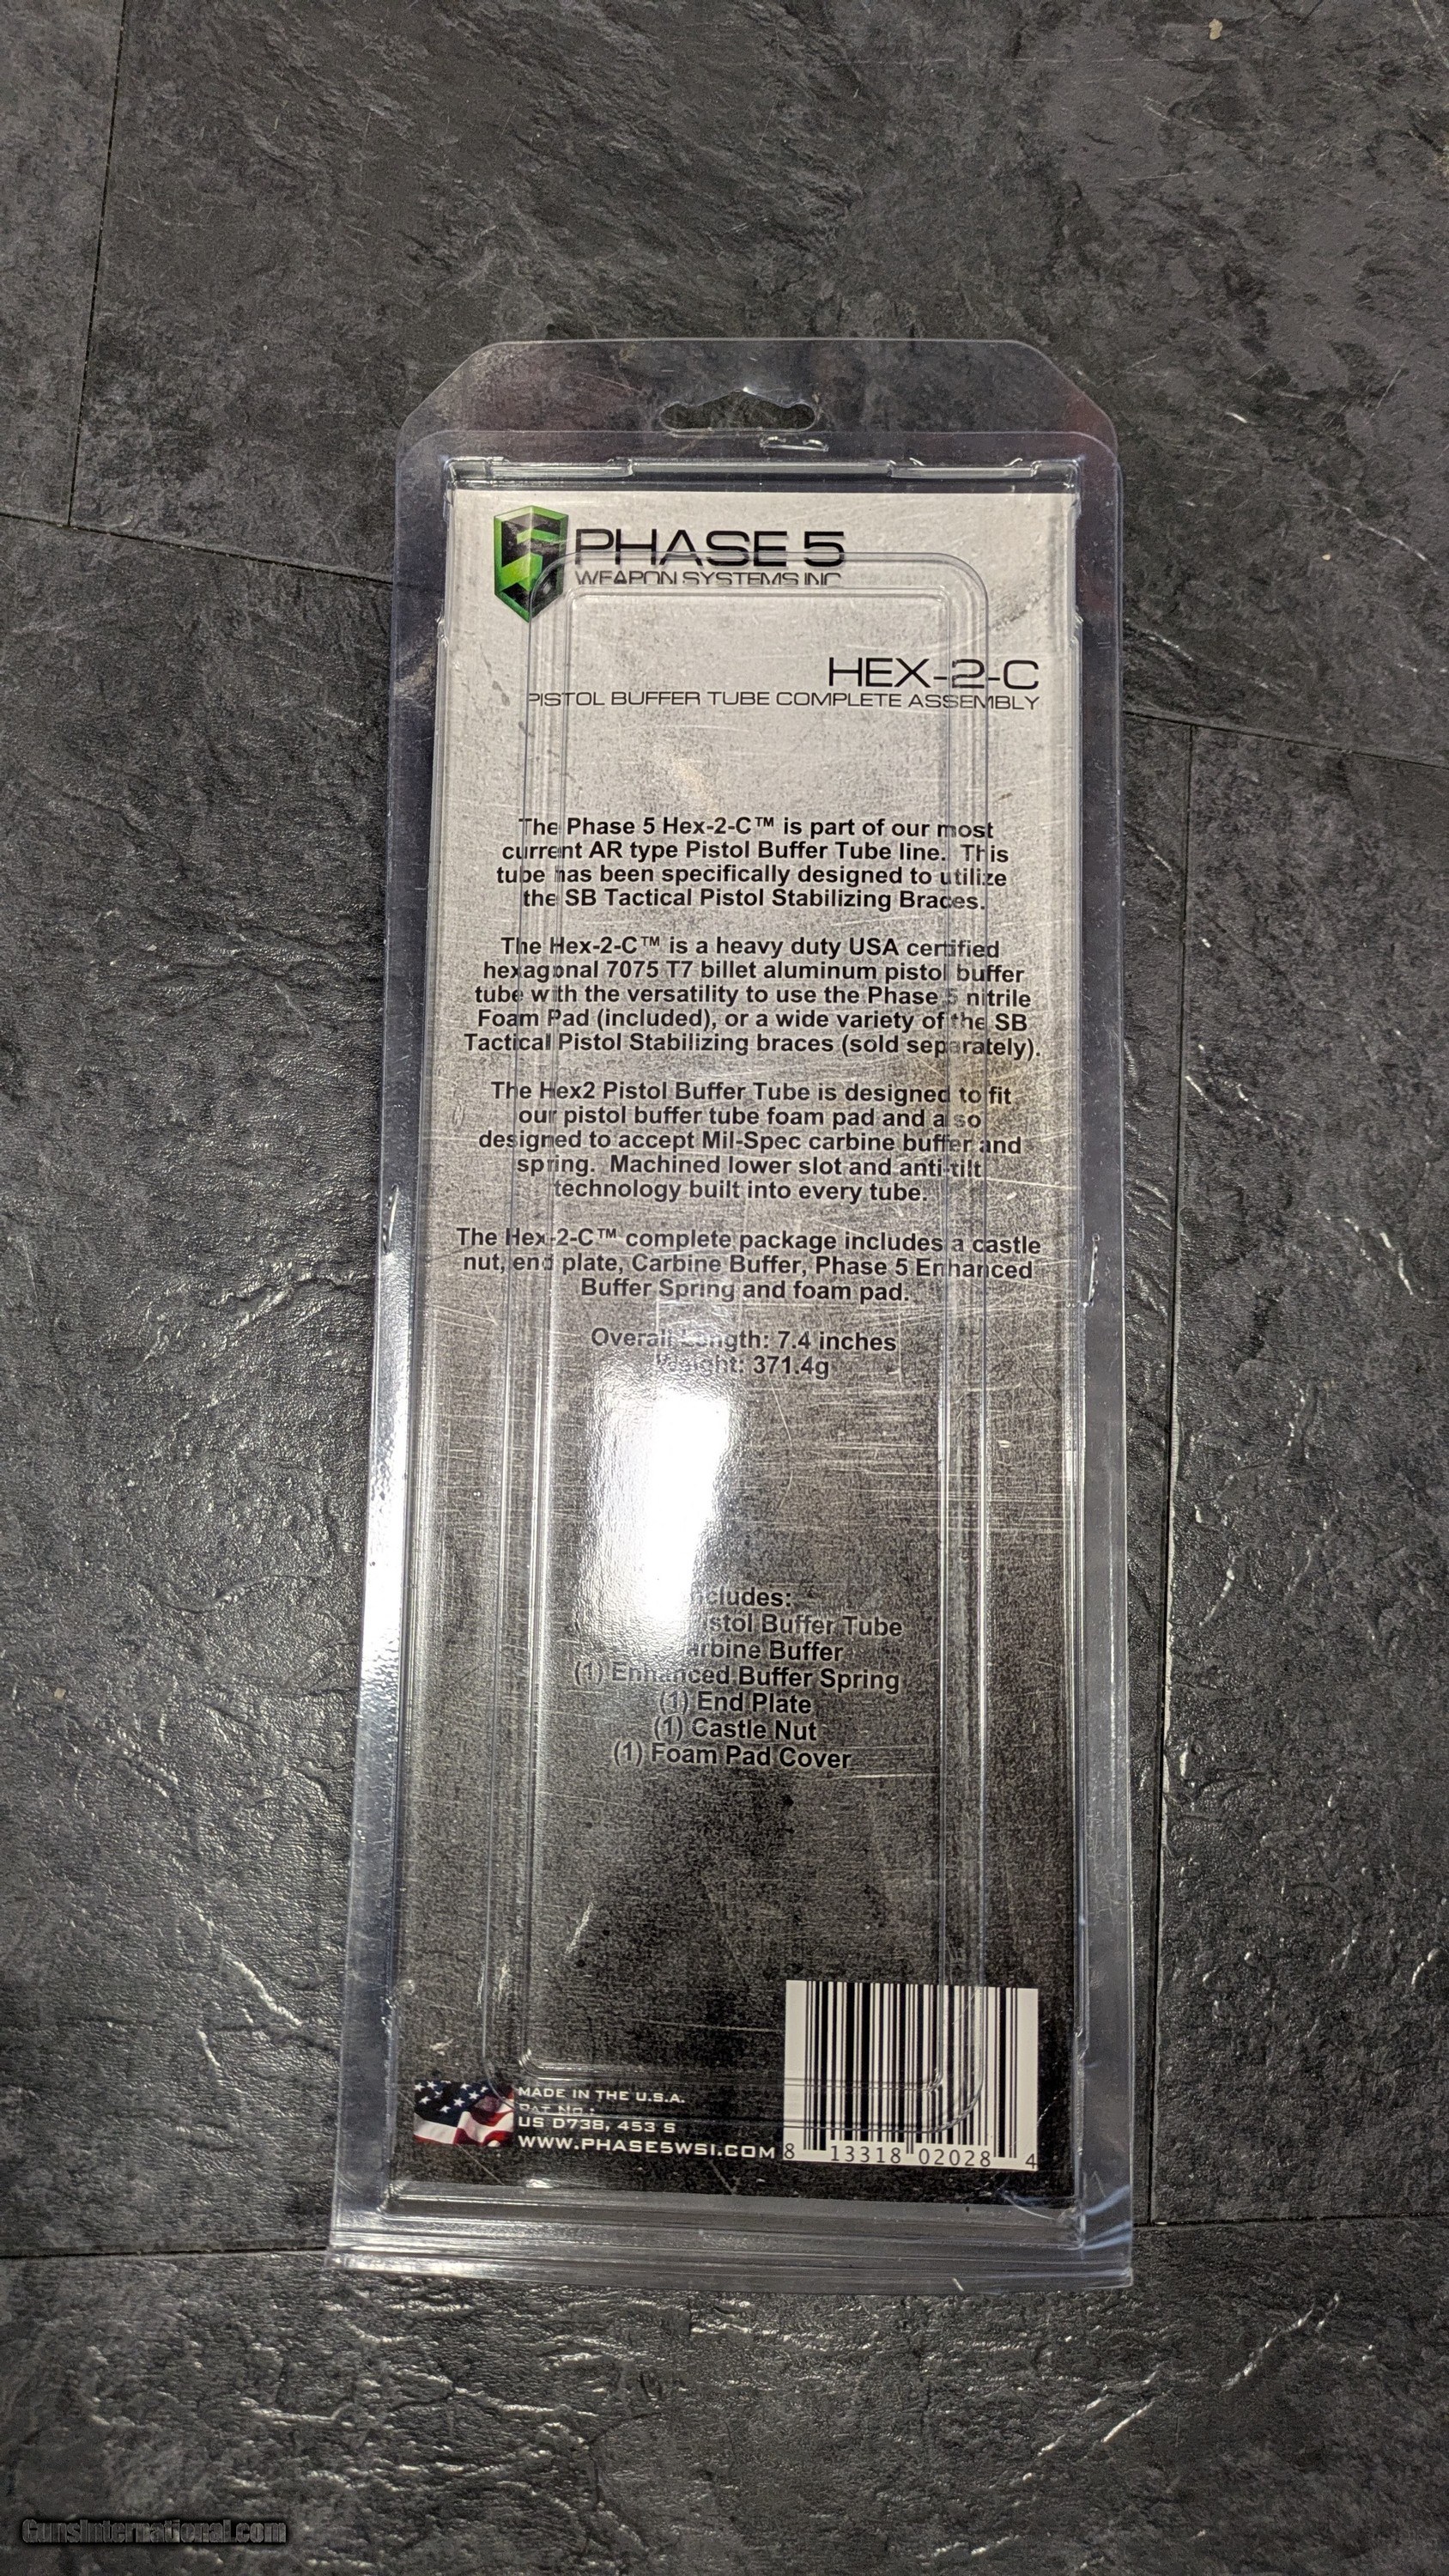 PHASE 5
WEAPON SYSTEMS INC
HEX-2-C
PISTOL BUFFER TUBE COMPLETE ASSEMBLY
The Phase 5 Hex-2-C™ is part of our most
current AR type Pistol Buffer Tube line. This
tube has been specifically designed to utilize
the SB Tactical Pistol Stabilizing Braces.
The Hex-2-C™ is a heavy duty USA certified
hexagonal 7075 T7 billet aluminum pistol buffer
tube with the versatility to use the Phase 5 nitrile
Foam Pad (included), or a wide variety of the SB
Tactical Pistol Stabilizing braces (sold separately).
The Hex2 Pistol Buffer Tube is designed to fit
our pistol buffer tube foam pad and also
designed to accept Mil-Spec carbine buffer and
spring. Machined lower slot and anti-tilt
technology built into every tube.
The Hex-2-C™ complete package includes a castle
nut, end plate, Carbine Buffer, Phase 5 Enhanced
Buffer Spring and foam pad.
Overall Length: 7.4 inches
Weight: 371.4g
Includes:
Pistol Buffer Tube
Carbine Buffer
(1) Enhanced Buffer Spring
(1) End Plate
(1) Castle Nut
(1) Foam Pad Cover
MADE IN THE U.S.A.
PAT NO.:
US D738, 453 S
WWW.PHASE5WSI.COM
8 13318 02028 4
GunsInternational.com